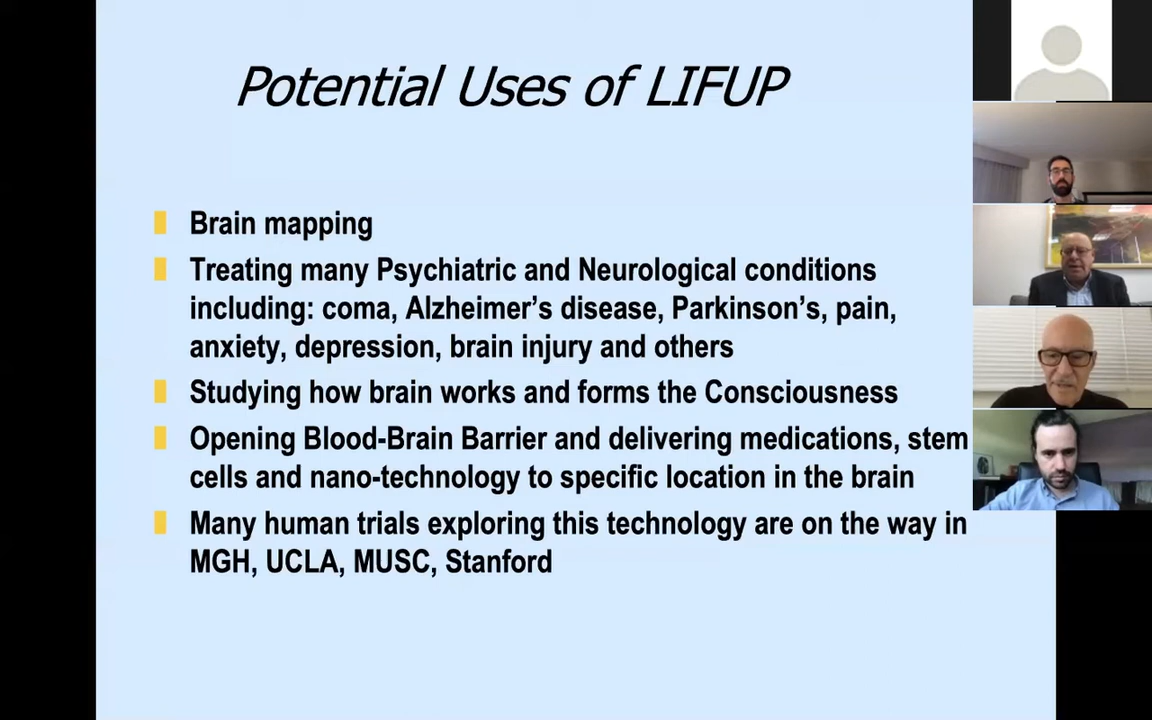 Potential Uses of LIFUP
Brain mapping
Treating many Psychiatric and Neurological conditions
including: coma, Alzheimer’s disease, Parkinson’s, pain,
anxiety, depression, brain injury and others
Studying how brain works and forms the Consciousness
Opening Blood-Brain Barrier and delivering medications, stem
cells and nano-technology to specific location in the brain
Many human trials exploring this technology are on the way in
MGH, UCLA, MUSC, Stanford